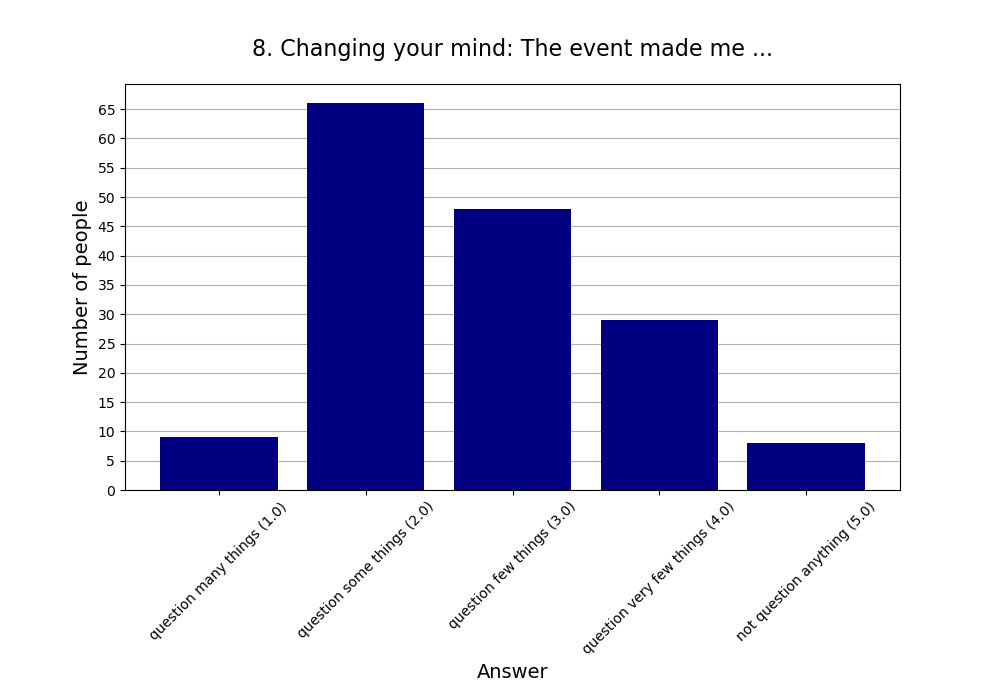 8. Changing your mind: The event made me ...
Number of people
65
60
55
50
45
40
35
30
25
20
15
10
5
0
question many things (1.0)
question some things (2.0)
question few things (3.0)
question very few things (4.0)
not question anything (5.0)
Answer